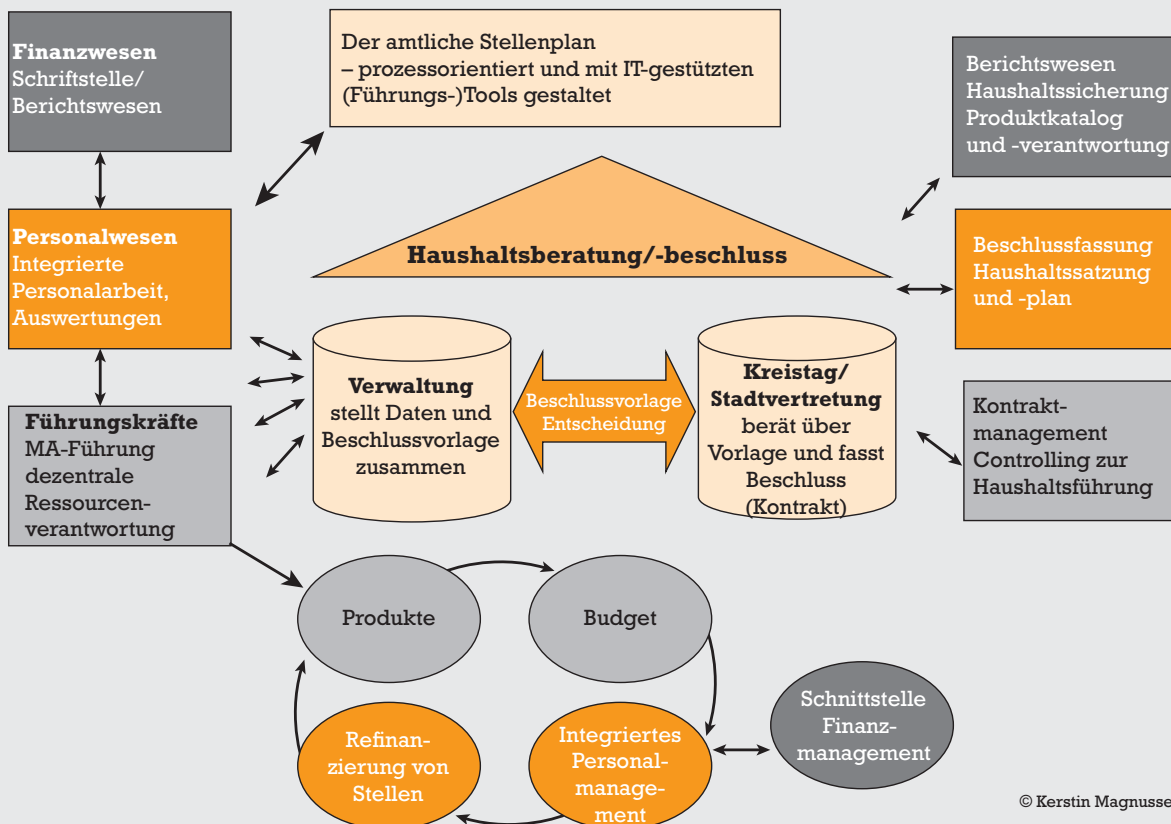 Finanzwesen
Schriftstelle/
Berichtswesen
Der amtliche Stellenplan
– prozessorientiert und mit IT-gestützten
(Führungs-)Tools gestaltet
Berichtswesen
Haushaltssicherung
Produktkatalog
und -verantwortung
Personalwesen
Integrierte
Personalarbeit,
Auswertungen
Haushaltsberatung/-beschluss
Beschlussfassung
Haushaltssatzung
und -plan
Führungskräfte
MA-Führung
dezentrale
Ressourcen-
verantwortung
Verwaltung
stellt Daten und
Beschlussvorlage
zusammen
Beschlussvorlage
Entscheidung
Kreistag/
Stadtvertretung
berät über
Vorlage und fasst
Beschluss
(Kontrakt)
Kontrakt-
management
Controlling zur
Haushaltsführung
Produkte
Budget
Refinan-
zierung von
Stellen
Integriertes
Personal-
manage-
ment
Schnittstelle
Finanz-
management
© Kerstin Magnusse